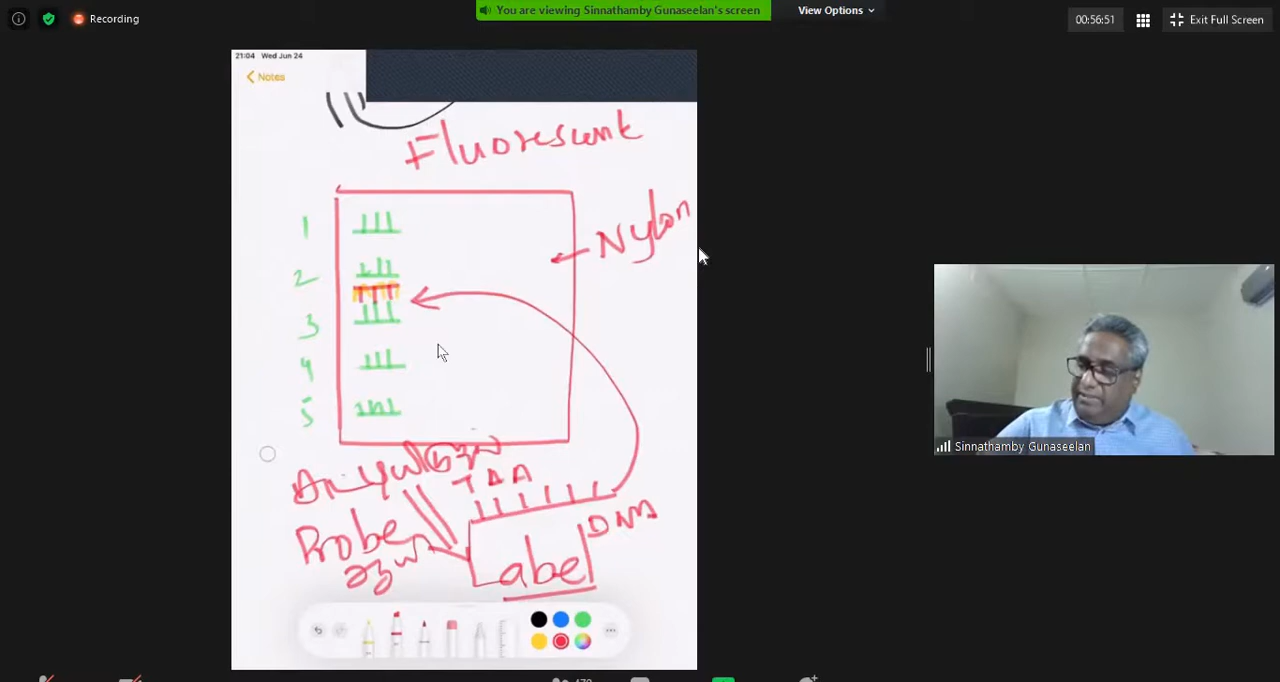 Recording
You are viewing Sinnathamby Gunaseelan's screen
View Options
00:56:51
Exit Full Screen
21:04 Wed Jun 24
Notes
Fluorescent
Nylon
1
2
3
4
5
TAA
DNA
Probe
Label
Sinnathamby Gunaseelan